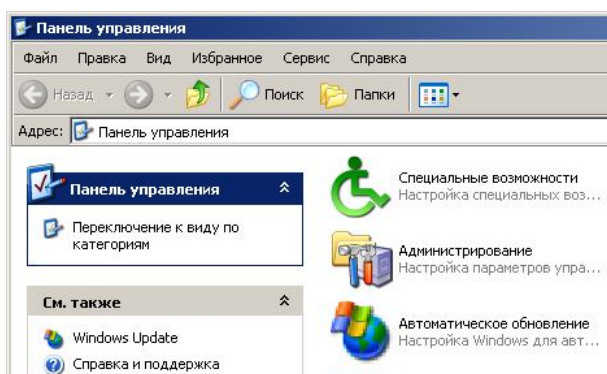 Панель управления
Файл Правка Вид Избранное Сервис Справка
Назад Поиск Папки
Адрес: Панель управления
Панель управления
Переключение к виду по
категориям
См. также
Windows Update
Справка и поддержка
Специальные возможности
Настройка специальных воз...
Администрирование
Настройка параметров упра...
Автоматическое обновление
Настройка Windows для авт...